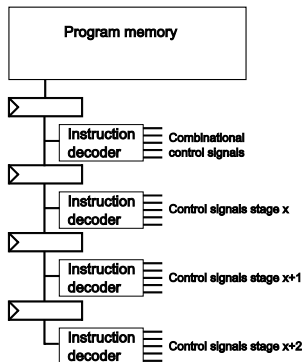 Program memory
Instruction
decoder
Combinational
control signals
Instruction
decoder
Control signals stage x
Instruction
decoder
Control signals stage x+1
Instruction
decoder
Control signals stage x+2